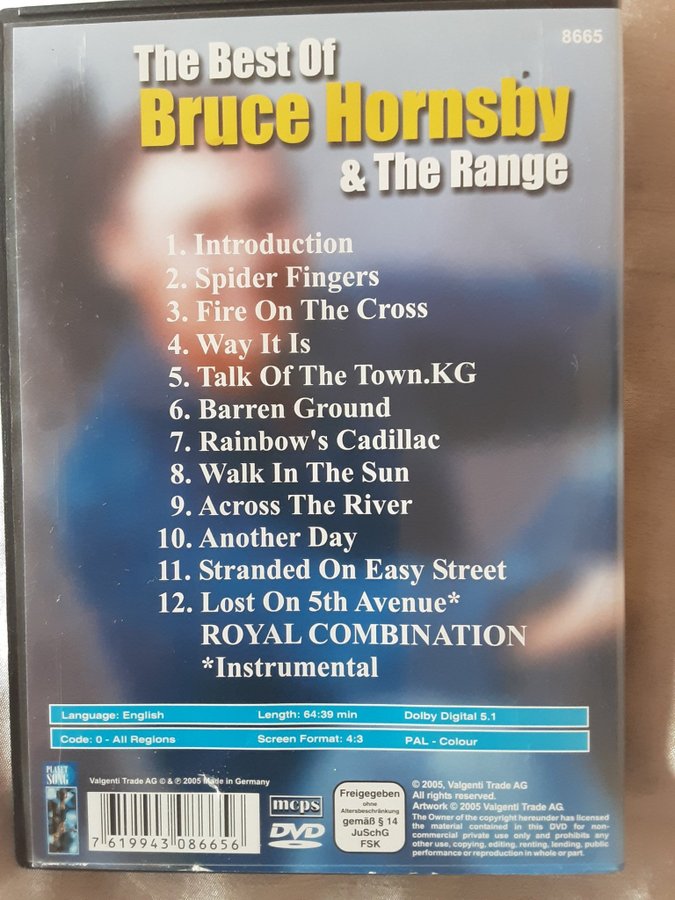 8665
The Best Of
Bruce Hornsby
& The Range
1. Introduction
2. Spider Fingers
3. Fire On The Cross
4. Way It Is
5. Talk Of The Town.KG
6. Barren Ground
7. Rainbow's Cadillac
8. Walk In The Sun
9. Across The River
10. Another Day
11. Stranded On Easy Street
12. Lost On 5th Avenue*
ROYAL COMBINATION
*Instrumental
Language: English Length: 64:39 min Dolby Digital 5.1
Code: 0 - All Regions Screen Format: 4:3 PAL - Colour
PLANET
SONG
Valgenti Trade AG © & ℗ 2005 Made in Germany
7 619943 086656
mcps
DVD
Freigegeben
ohne
Altersbeschränkung
gemäß § 14
JuSchG
FSK
© 2005, Valgenti Trade AG
All rights reserved.
Artwork © 2005 Valgenti Trade AG.
The Owner of the copyright hereunder has licensed
the material contained in this DVD for non-
commercial private use only and prohibits any
other use, copying, editing, renting, lending, public
performance or reproduction in whole or part.